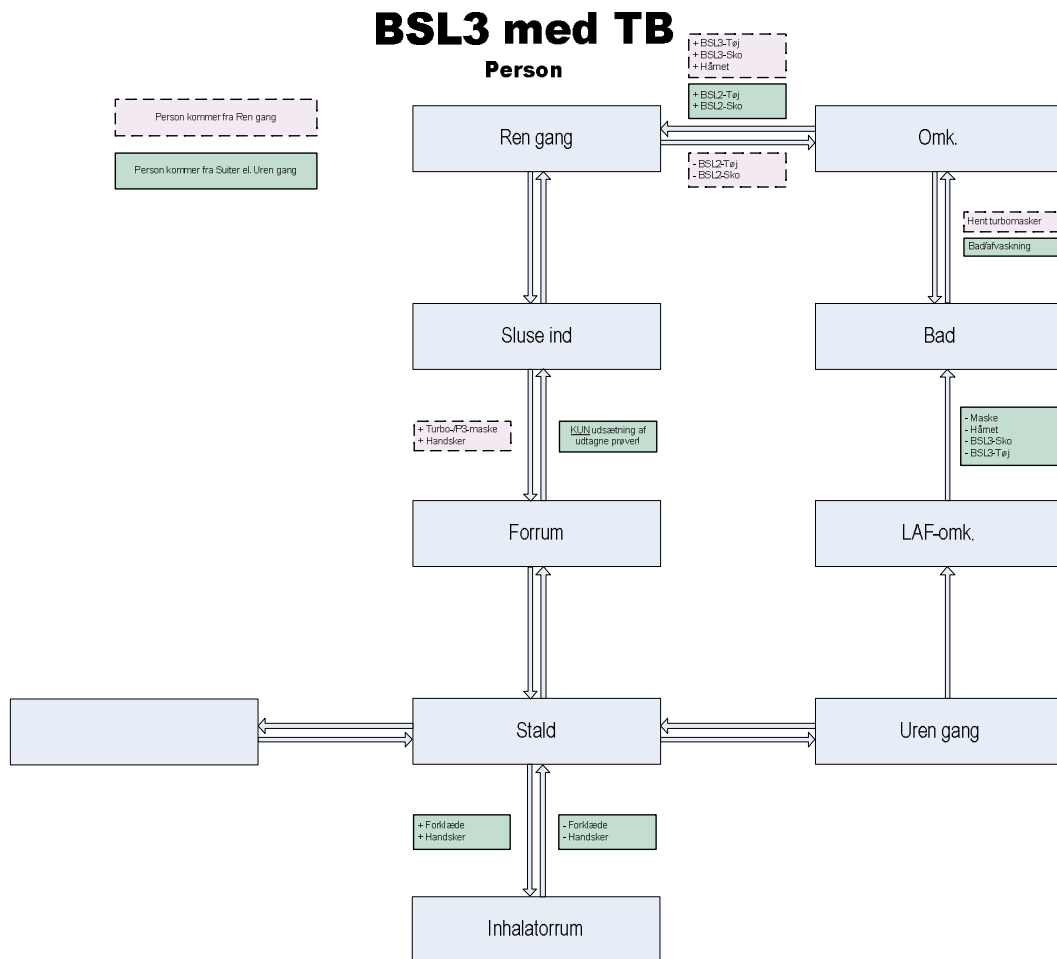 BSL3 med TB
Person
+ BSL3-Tøj
+ BSL3-Sko
+ Hårnet
+ BSL2-Tøj
+ BSL2-Sko
Person kommer fra Ren gang
Person kommer fra Suiter el. Uren gang
Ren gang
Omk.
- BSL2-Tøj
- BSL2-Sko
Hent turbomasker
Bad/afvaskning
Sluse ind
Bad
+ Turbo-/P3-maske
+ Handsker
KUN udsætning af
udtagne prøver!
- Maske
- Hårnet
- BSL3-Sko
- BSL3-Tøj
Forrum
LAF-omk.
Stald
Uren gang
+ Forklæde
+ Handsker
- Forklæde
- Handsker
Inhalatorrum